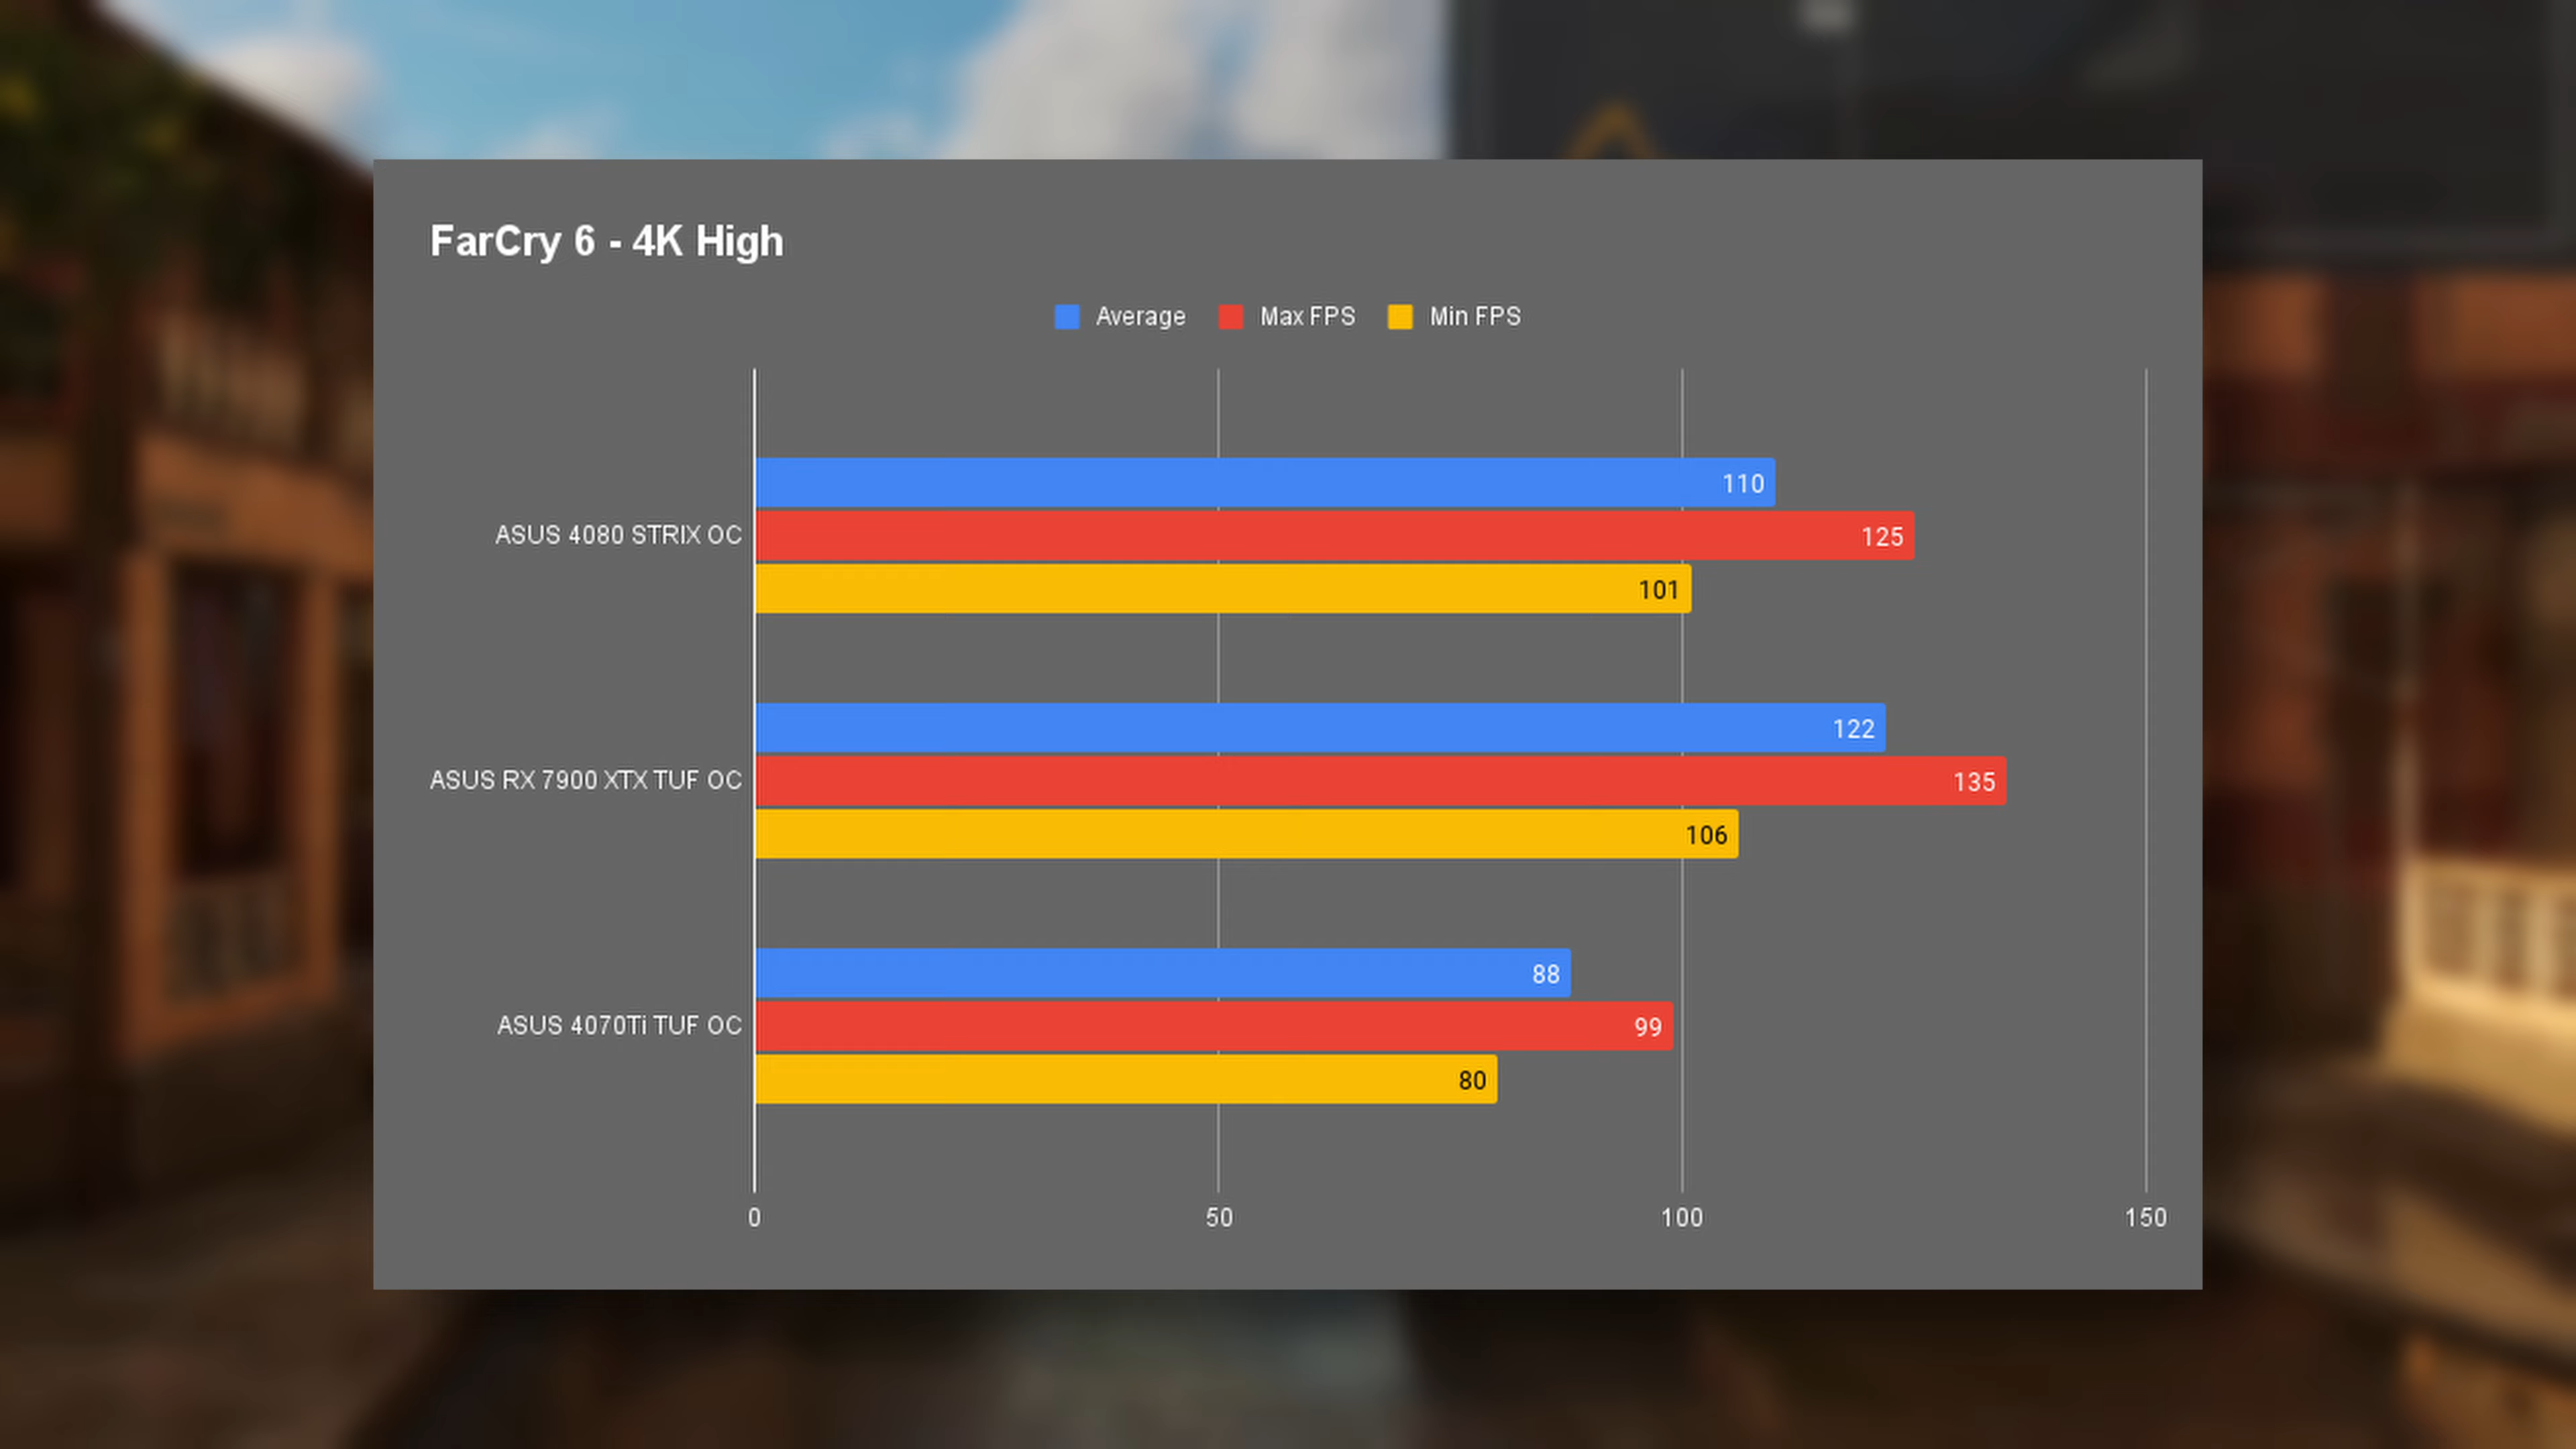 FarCry 6 - 4K High
Average Max FPS Min FPS
ASUS 4080 STRIX OC
110
125
101
ASUS RX 7900 XTX TUF OC
122
135
106
ASUS 4070Ti TUF OC
88
99
80
0 50 100 150